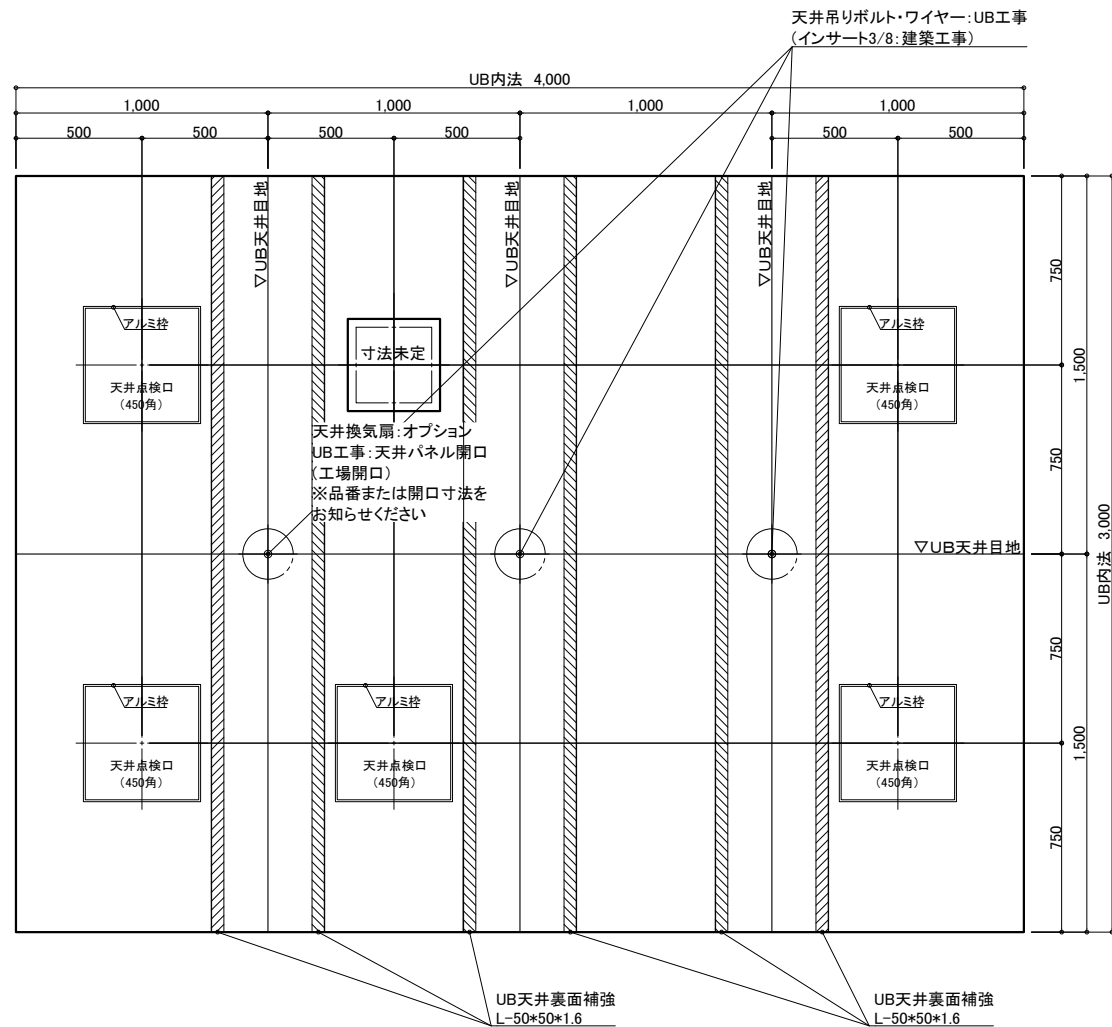 天井吊りボルト・ワイヤー:UB工事
(インサート3/8:建築工事)
UB内法 4,000
1,000
1,000
1,000
1,000
500
500
500
500
500
500
▽UB天井目地
▽UB天井目地
▽UB天井目地
アルミ枠
天井点検口
(450角)
寸法未定
アルミ枠
天井点検口
(450角)
天井換気扇:オプション
UB工事:天井パネル開口
(工場開口)
※品番または開口寸法を
お知らせください
▽UB天井目地
アルミ枠
天井点検口
(450角)
アルミ枠
天井点検口
(450角)
アルミ枠
天井点検口
(450角)
750
750
750
750
1,500
1,500
UB内法 3,000
UB天井裏面補強
L-50*50*1.6
UB天井裏面補強
L-50*50*1.6